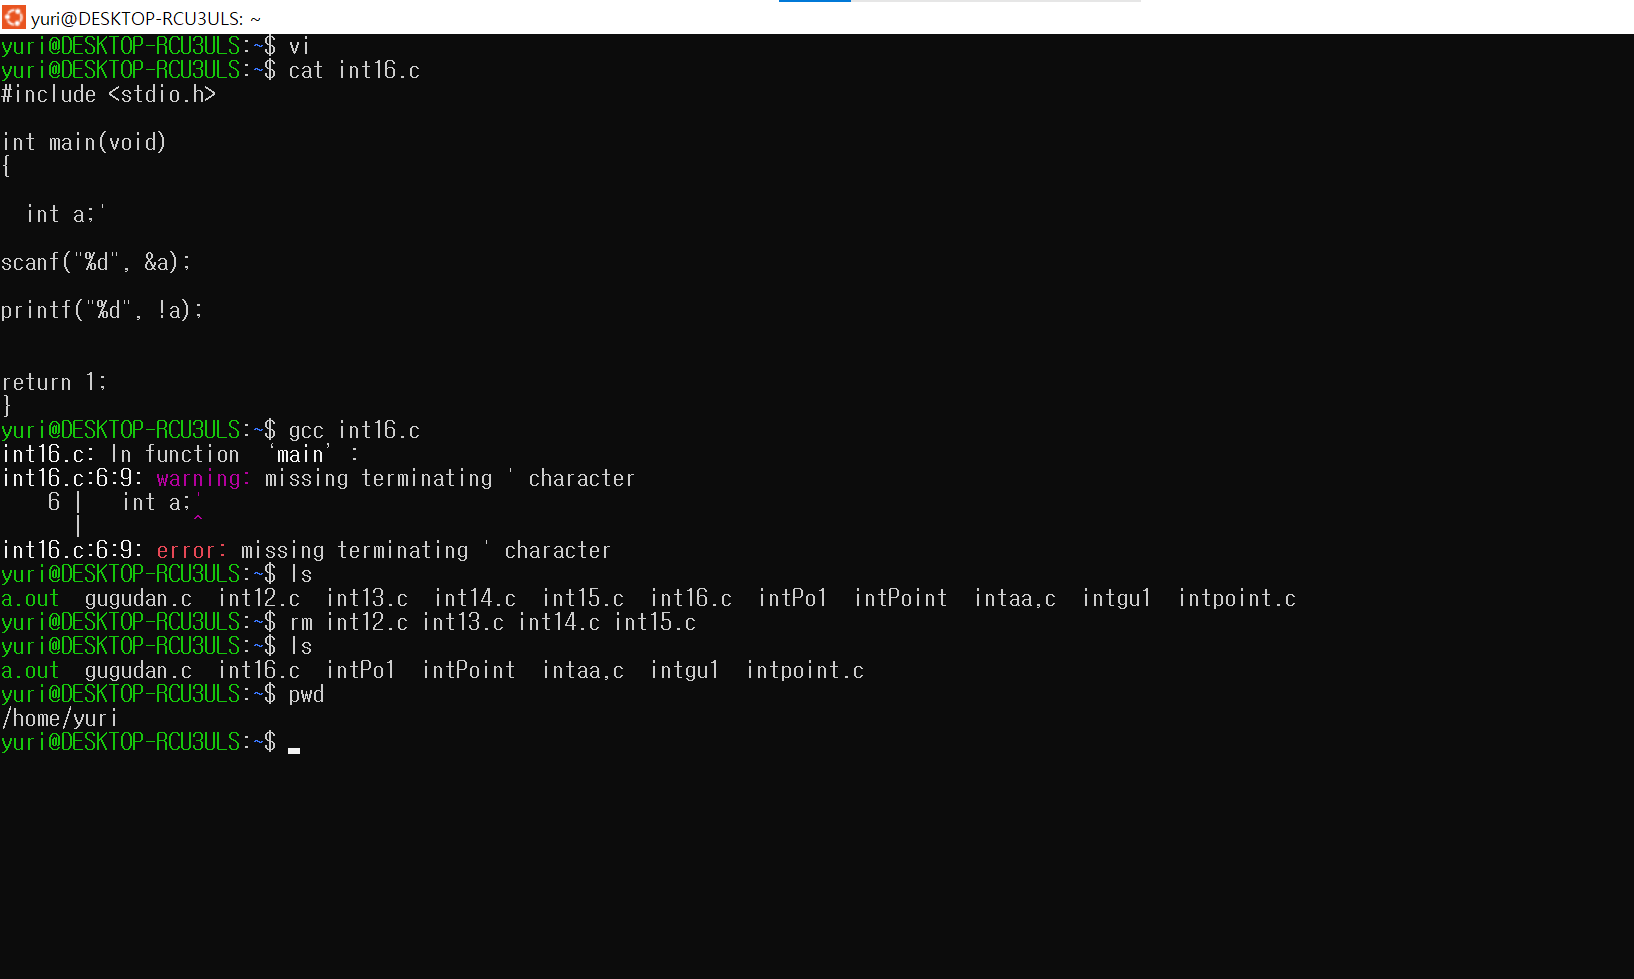 yuri@DESKTOP-RCU3ULS: ~
yuri@DESKTOP-RCU3ULS:~$ vi
yuri@DESKTOP-RCU3ULS:~$ cat int16.c
#include <stdio.h>
int main(void)
{
  int a;'
scanf("%d", &a);
printf("%d", !a);
return 1;
}
yuri@DESKTOP-RCU3ULS:~$ gcc int16.c
int16.c: In function ‘main’:
int16.c:6:9: warning: missing terminating ' character
    6 |   int a;'
      |         ^
int16.c:6:9: error: missing terminating ' character
yuri@DESKTOP-RCU3ULS:~$ ls
a.out  gugudan.c  int12.c  int13.c  int14.c  int15.c  int16.c  intPo1  intPoint  intaa,c  intgu1  intpoint.c
yuri@DESKTOP-RCU3ULS:~$ rm int12.c int13.c int14.c int15.c
yuri@DESKTOP-RCU3ULS:~$ ls
a.out  gugudan.c  int16.c  intPo1  intPoint  intaa,c  intgu1  intpoint.c
yuri@DESKTOP-RCU3ULS:~$ pwd
/home/yuri
yuri@DESKTOP-RCU3ULS:~$